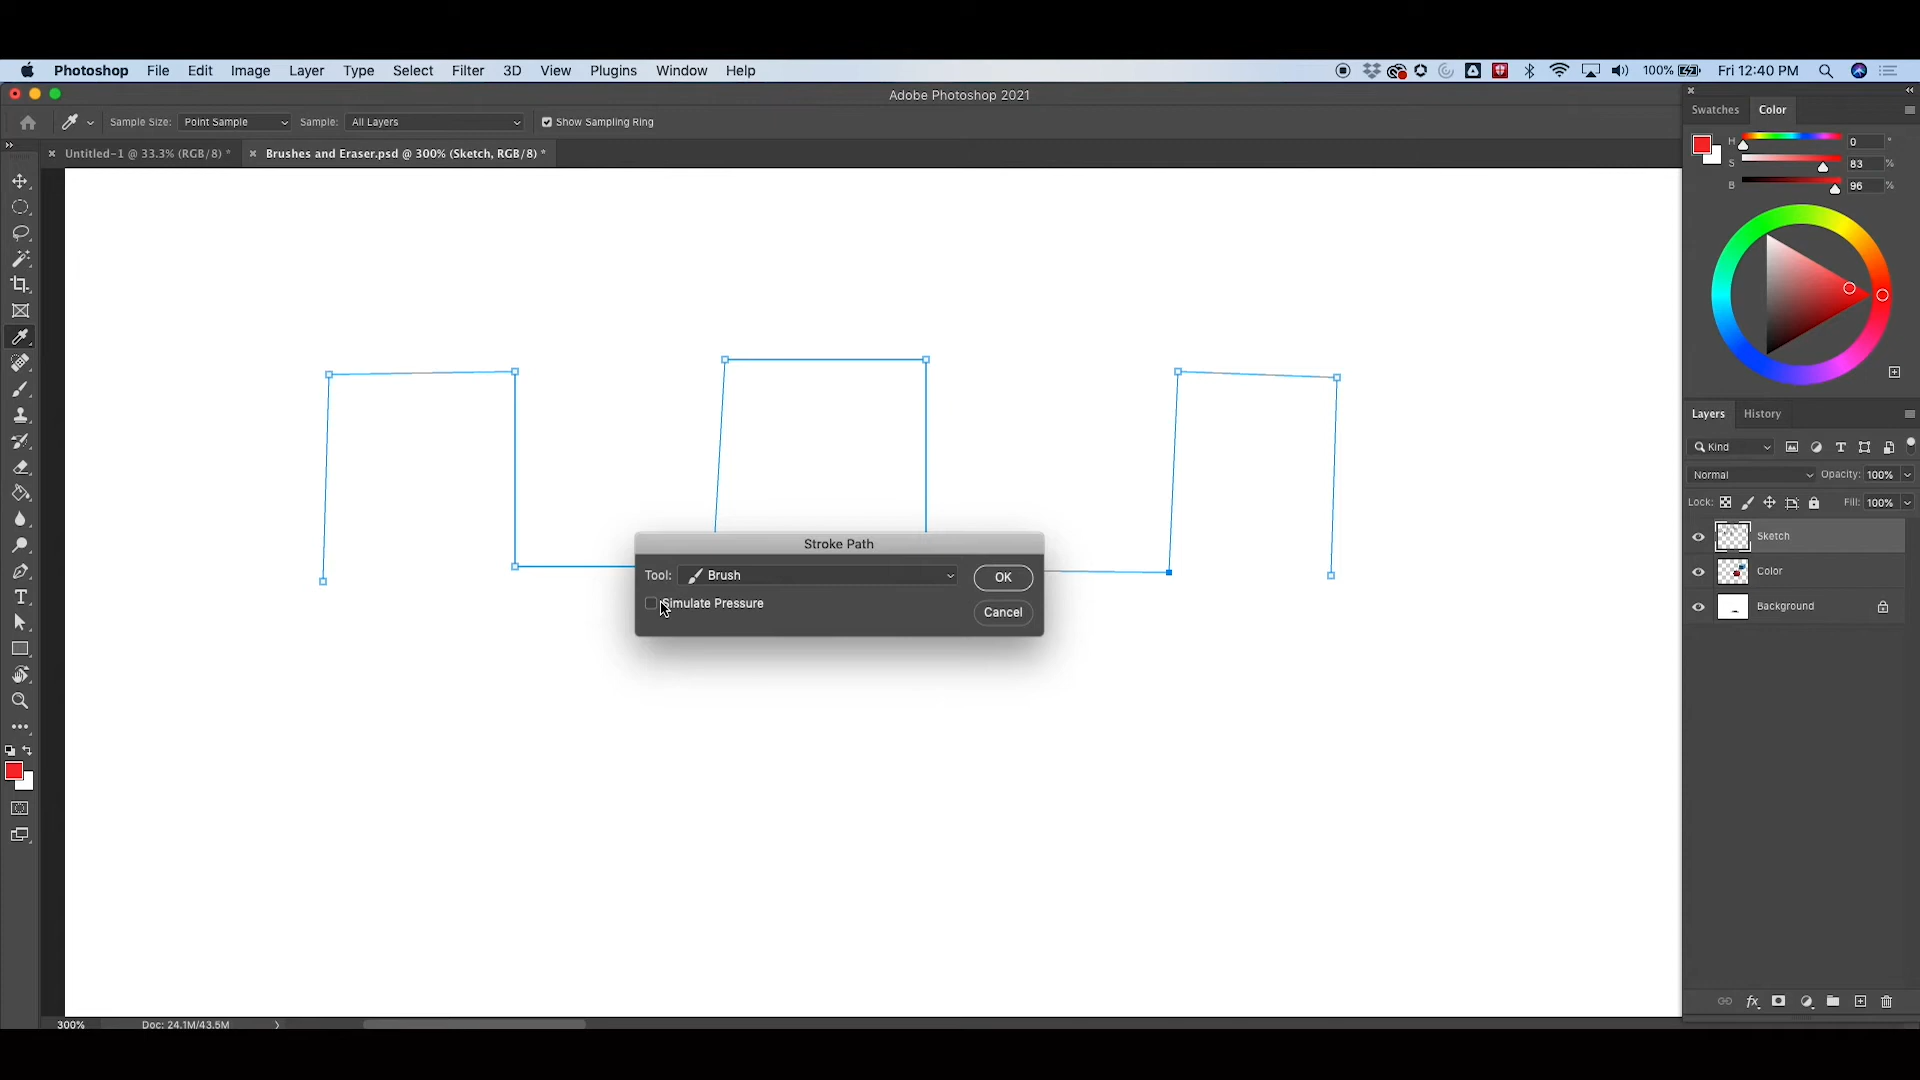 Photoshop File Edit Image Layer Type Select Filter 3D View Plugins Window Help 100% Fri 12:40 PM
Adobe Photoshop 2021
Sample Size: Point Sample Sample: All Layers Show Sampling Ring
Untitled-1 @ 33.3% (RGB/8) * Brushes and Eraser.psd @ 300% (Sketch, RGB/8) *
Swatches Color
H 0 °
S 83 %
B 96 %
Layers History
Kind
Normal Opacity: 100%
Lock: Fill: 100%
Sketch
Color
Background
Stroke Path
Tool: Brush OK
Simulate Pressure Cancel
300% Doc: 24.1M/43.5M